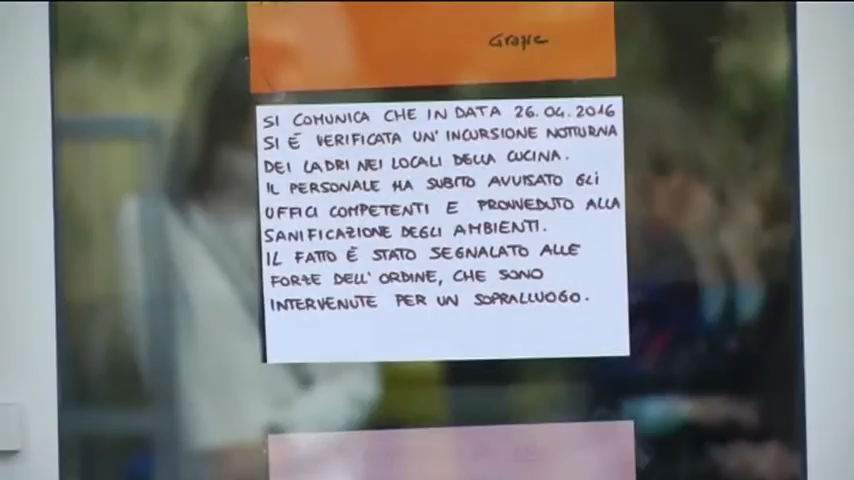 Grazie
SI COMUNICA CHE IN DATA 26.04.2016
SI È VERIFICATA UN'INCURSIONE NOTTURNA
DEI LADRI NEI LOCALI DELLA CUCINA.
IL PERSONALE HA SUBITO AVVISATO GLI
UFFICI COMPETENTI E PROVVEDUTO ALLA
SANIFICAZIONE DEGLI AMBIENTI.
IL FATTO È STATO SEGNALATO ALLE
FORZE DELL'ORDINE, CHE SONO
INTERVENUTE PER UN SOPRALLUOGO.